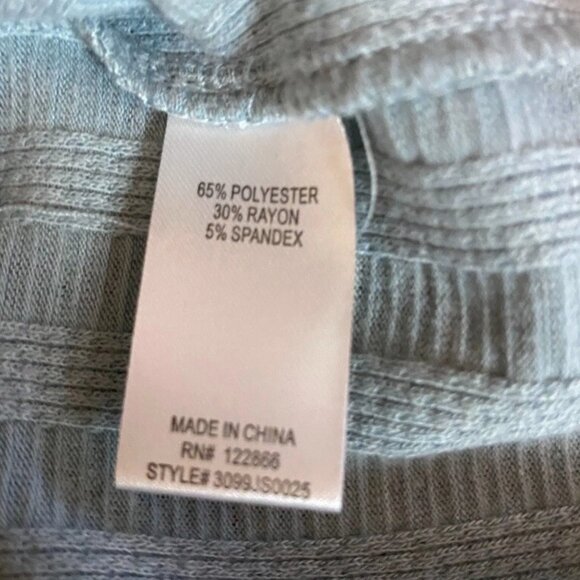 65% POLYESTER
30% RAYON
5% SPANDEX
MADE IN CHINA
RN# 122866
STYLE# 3099JS0025